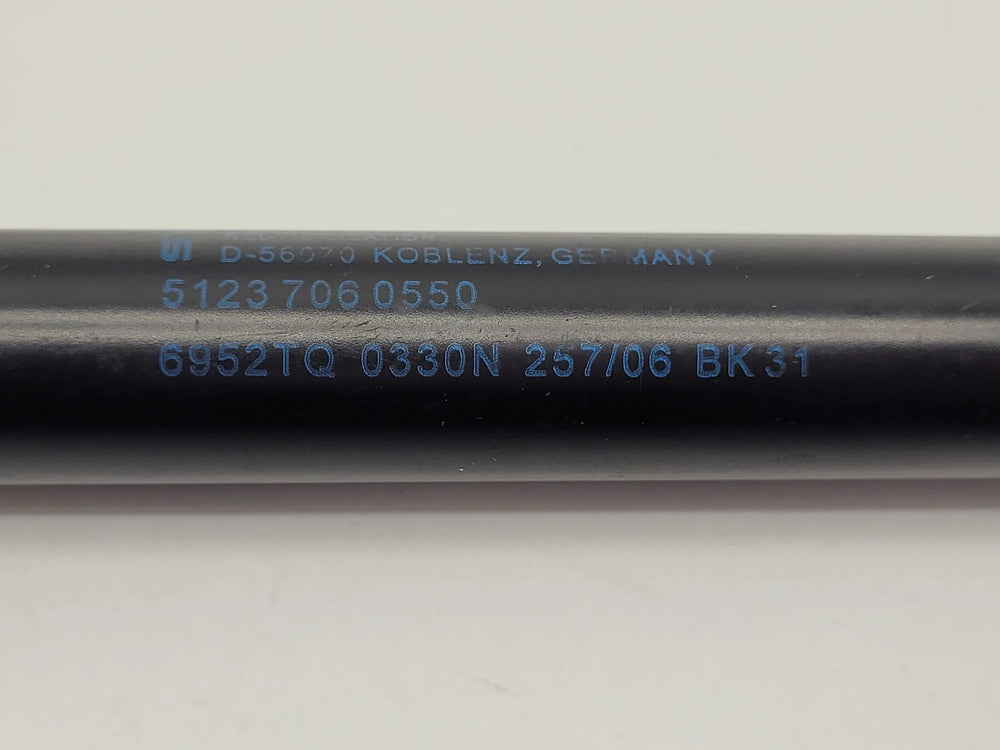 D-56070 KOBLENZ, GERMANY
5123 706 0550
6952TQ 0330N 257/06 BK31